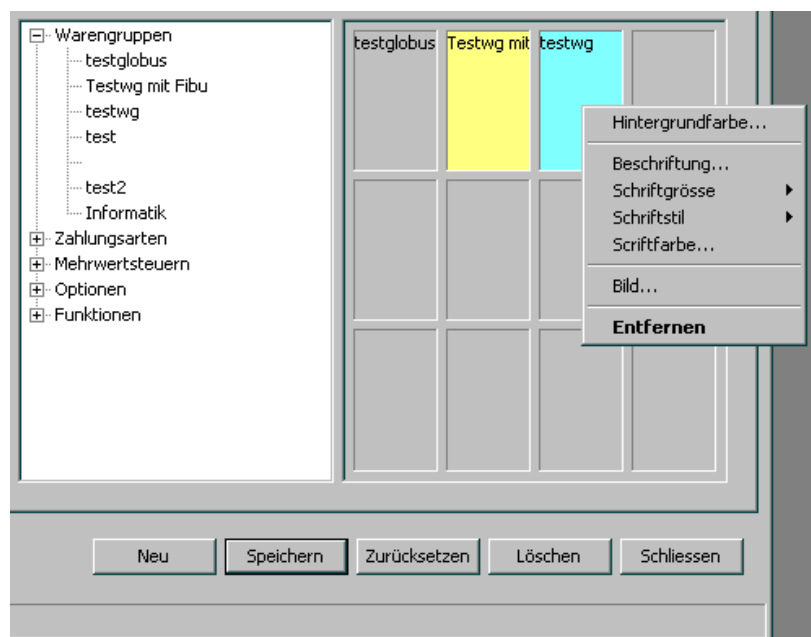 Warengruppen
testglobus
Testwg mit Fibu
testwg
test
test2
Informatik
Zahlungsarten
Mehrwertsteuern
Optionen
Funktionen
testglobus
Testwg mit
testwg
Hintergrundfarbe...
Beschriftung...
Schriftgrösse
Schriftstil
Scriftfarbe...
Bild...
Entfernen
Neu
Speichern
Zurücksetzen
Löschen
Schliessen